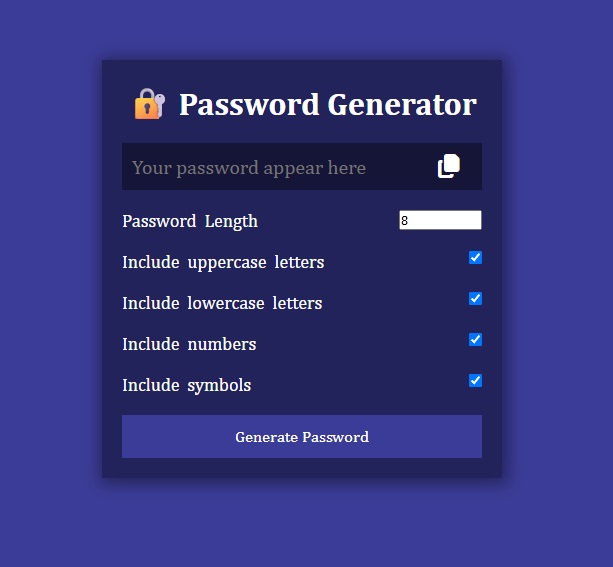 🔐 Password Generator
Your password appear here
Password Length 8
Include uppercase letters
Include lowercase letters
Include numbers
Include symbols
Generate Password